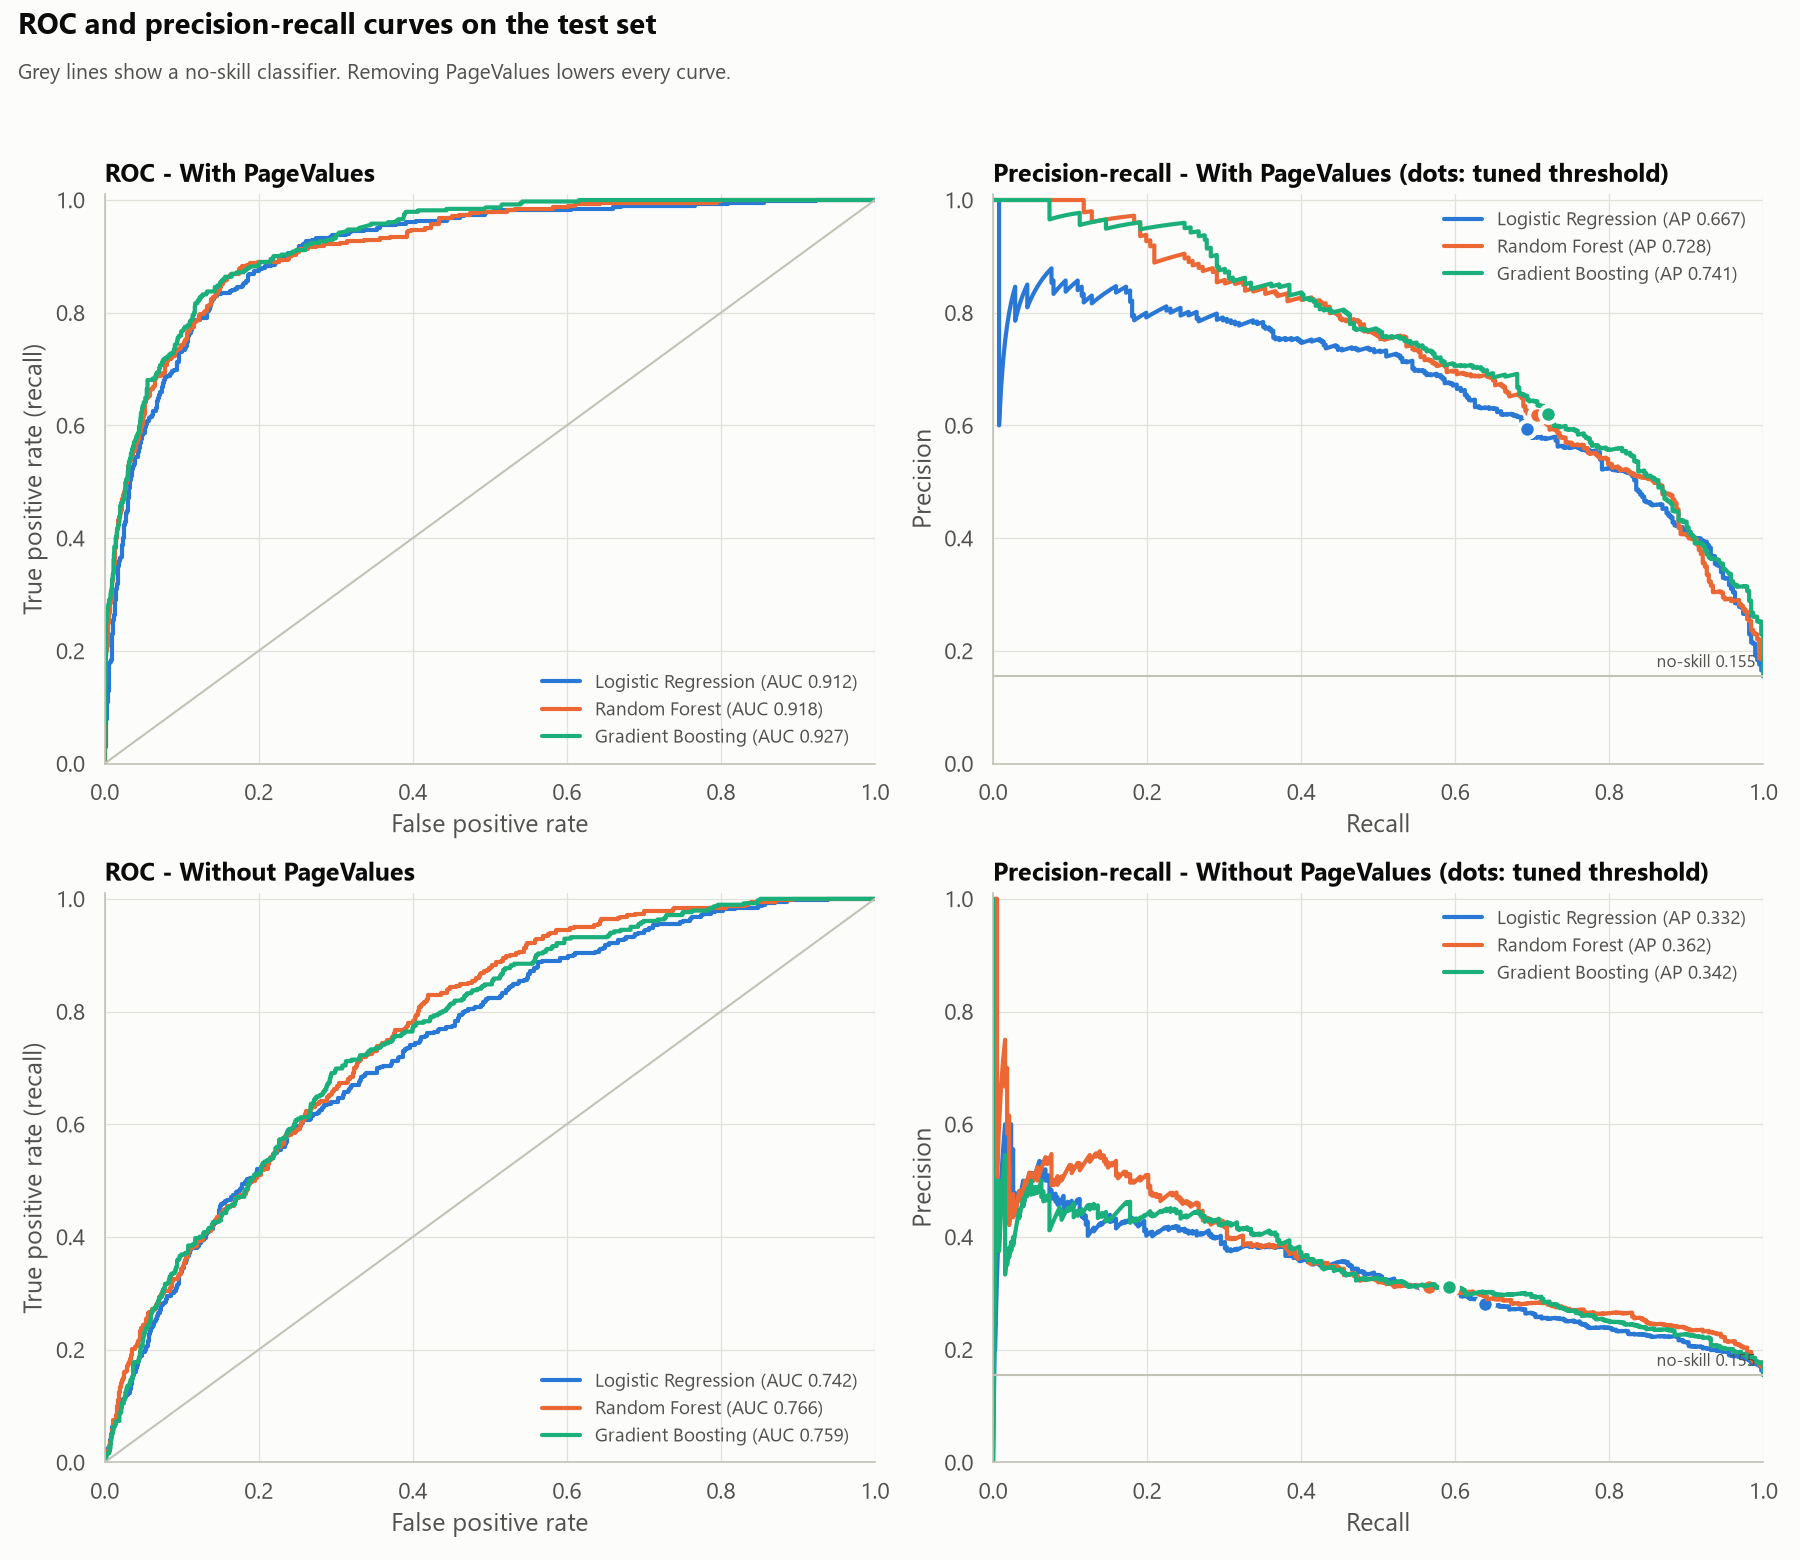 ROC and precision-recall curves on the test set
Grey lines show a no-skill classifier. Removing PageValues lowers every curve.
ROC - With PageValues
1.0
0.8
0.6
0.4
0.2
0.0
True positive rate (recall)
Logistic Regression (AUC 0.912)
Random Forest (AUC 0.918)
Gradient Boosting (AUC 0.927)
0.0 0.2 0.4 0.6 0.8 1.0
False positive rate
Precision-recall - With PageValues (dots: tuned threshold)
1.0
0.8
0.6
0.4
0.2
0.0
Precision
Logistic Regression (AP 0.667)
Random Forest (AP 0.728)
Gradient Boosting (AP 0.741)
no-skill 0.155
0.0 0.2 0.4 0.6 0.8 1.0
Recall
ROC - Without PageValues
1.0
0.8
0.6
0.4
0.2
0.0
True positive rate (recall)
Logistic Regression (AUC 0.742)
Random Forest (AUC 0.766)
Gradient Boosting (AUC 0.759)
0.0 0.2 0.4 0.6 0.8 1.0
False positive rate
Precision-recall - Without PageValues (dots: tuned threshold)
1.0
0.8
0.6
0.4
0.2
0.0
Precision
Logistic Regression (AP 0.332)
Random Forest (AP 0.362)
Gradient Boosting (AP 0.342)
no-skill 0.155
0.0 0.2 0.4 0.6 0.8 1.0
Recall